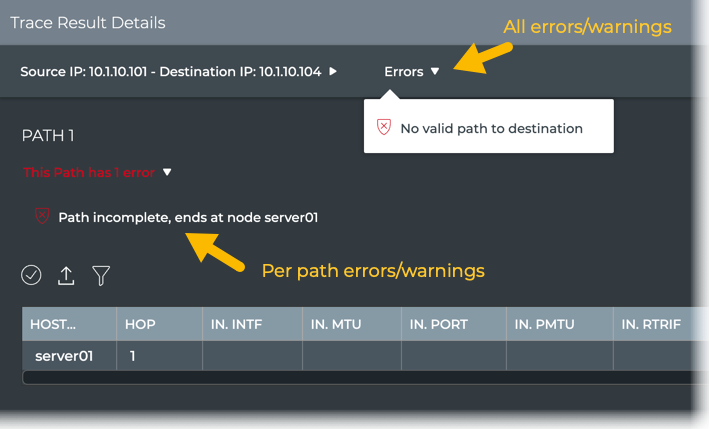 Trace Result Details
All errors/warnings
Source IP: 10.1.10.101 - Destination IP: 10.1.10.104
Errors
No valid path to destination
PATH 1
This Path has 1 error
Path incomplete, ends at node server01
Per path errors/warnings
HOST... HOP IN. INTF IN. MTU IN. PORT IN. PMTU IN. RTRIF
server01 1